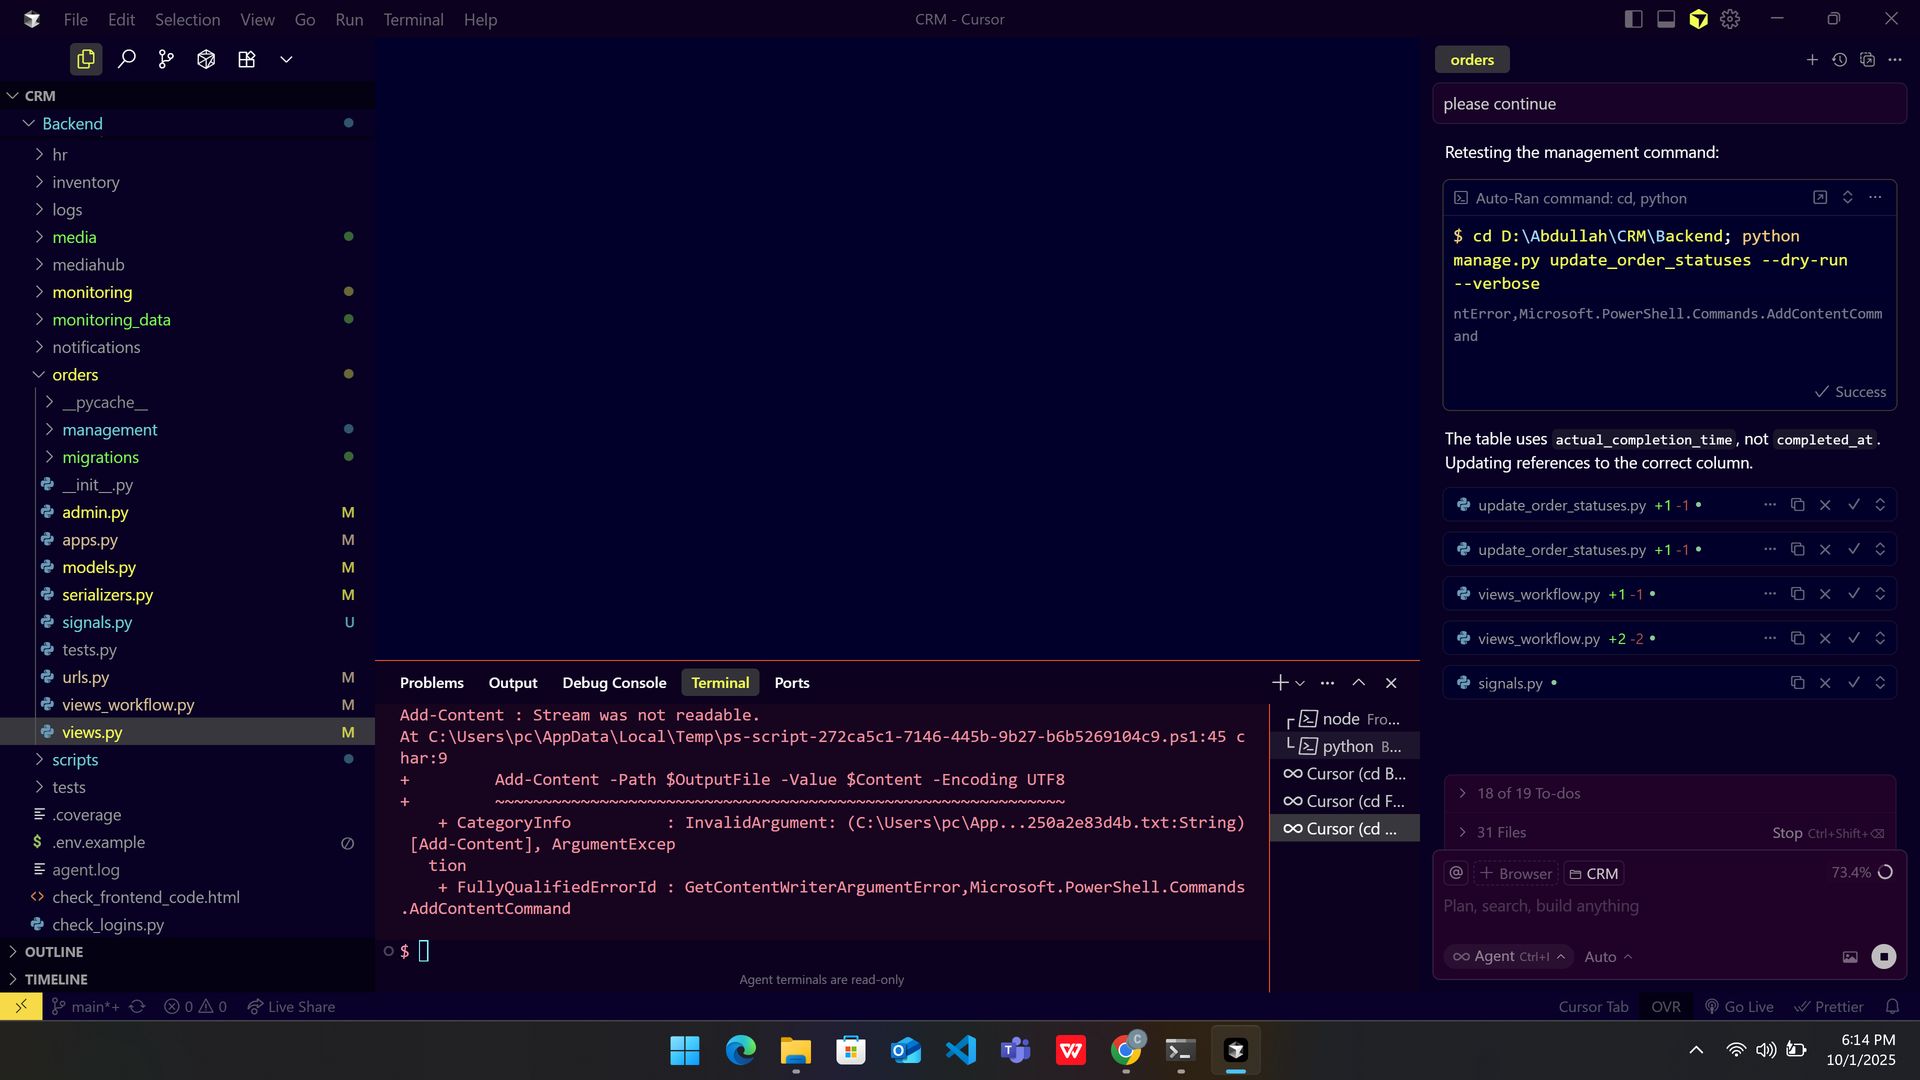 File Edit Selection View Go Run Terminal Help
CRM - Cursor
CRM
Backend
hr
inventory
logs
media
mediahub
monitoring
monitoring_data
notifications
orders
__pycache__
management
migrations
__init__.py
admin.py M
apps.py M
models.py M
serializers.py M
signals.py U
tests.py
urls.py M
views_workflow.py M
views.py M
scripts
tests
.coverage
.env.example
agent.log
check_frontend_code.html
check_logins.py
OUTLINE
TIMELINE
Problems Output Debug Console Terminal Ports
Add-Content : Stream was not readable.
At C:\Users\pc\AppData\Local\Temp\ps-script-272ca5c1-7146-445b-9b27-b6b5269104c9.ps1:45 c
har:9
+         Add-Content -Path $OutputFile -Value $Content -Encoding UTF8
+         ~~~~~~~~~~~~~~~~~~~~~~~~~~~~~~~~~~~~~~~~~~~~~~~~~~~~~~~~~~~
    + CategoryInfo          : InvalidArgument: (C:\Users\pc\App...250a2e83d4b.txt:String)
 [Add-Content], ArgumentExcep
   tion
    + FullyQualifiedErrorId : GetContentWriterArgumentError,Microsoft.PowerShell.Commands
.AddContentCommand
$
Agent terminals are read-only
node Fro...
python B...
Cursor (cd B...
Cursor (cd F...
Cursor (cd ...
orders
please continue
Retesting the management command:
Auto-Ran command: cd, python
$ cd D:\Abdullah\CRM\Backend; python
manage.py update_order_statuses --dry-run
--verbose
ntError,Microsoft.PowerShell.Commands.AddContentComm
and
Success
The table uses actual_completion_time, not completed_at.
Updating references to the correct column.
update_order_statuses.py +1 -1
update_order_statuses.py +1 -1
views_workflow.py +1 -1
views_workflow.py +2 -2
signals.py
18 of 19 To-dos
31 Files Stop Ctrl+Shift+⌫
@ + Browser CRM 73.4%
Plan, search, build anything
Agent Ctrl+I Auto
main*+ 0 0 Live Share
Cursor Tab OVR Go Live Prettier
6:14 PM
10/1/2025